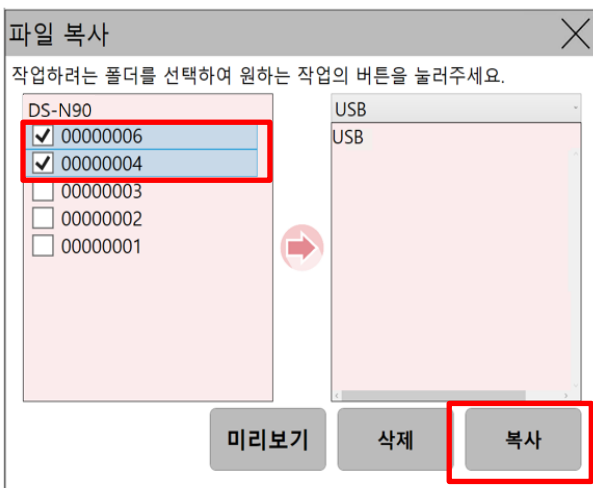 파일 복사
작업하려는 폴더를 선택하여 원하는 작업의 버튼을 눌러주세요.
DS-N90
00000006
00000004
00000003
00000002
00000001
USB
USB
미리보기
삭제
복사